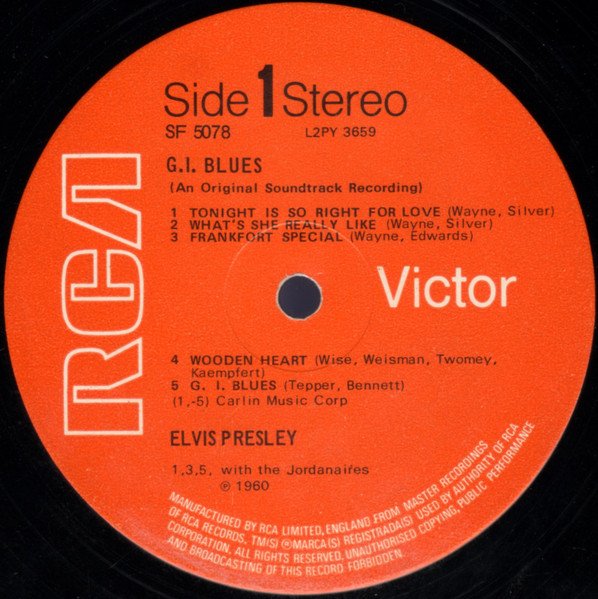 Side 1 Stereo
SF 5078 L2PY 3659
G.I. BLUES
(An Original Soundtrack Recording)
1 TONIGHT IS SO RIGHT FOR LOVE (Wayne, Silver)
2 WHAT'S SHE REALLY LIKE (Wayne, Silver)
3 FRANKFORT SPECIAL (Wayne, Edwards)
RCA
Victor
4 WOODEN HEART (Wise, Weisman, Twomey,
Kaempfert)
5 G. I. BLUES (Tepper, Bennett)
(1,-5) Carlin Music Corp
ELVIS PRESLEY
1,3,5, with the Jordanaires
℗ 1960
MANUFACTURED BY RCA LIMITED, ENGLAND FROM MASTER RECORDINGS
OF RCA RECORDS. TM(S) ® MARCA(S) REGISTRADA(S) USED BY AUTHORITY OF RCA
CORPORATION. ALL RIGHTS RESERVED. UNAUTHORISED COPYING, PUBLIC PERFORMANCE
AND BROADCASTING OF THIS RECORD FORBIDDEN.